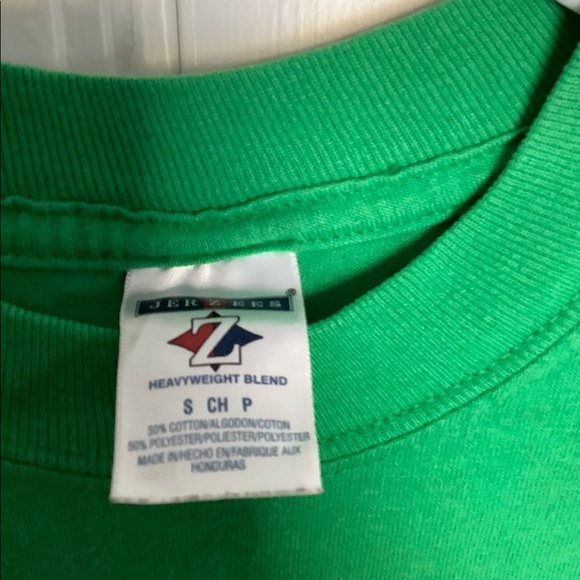 JERZEES®
Z
HEAVYWEIGHT BLEND
S CH P
50% COTTON/ALGODON/COTON
50% POLYESTER/POLIESTER/POLYESTER
MADE IN/HECHO EN/FABRIQUE AUX
HONDURAS